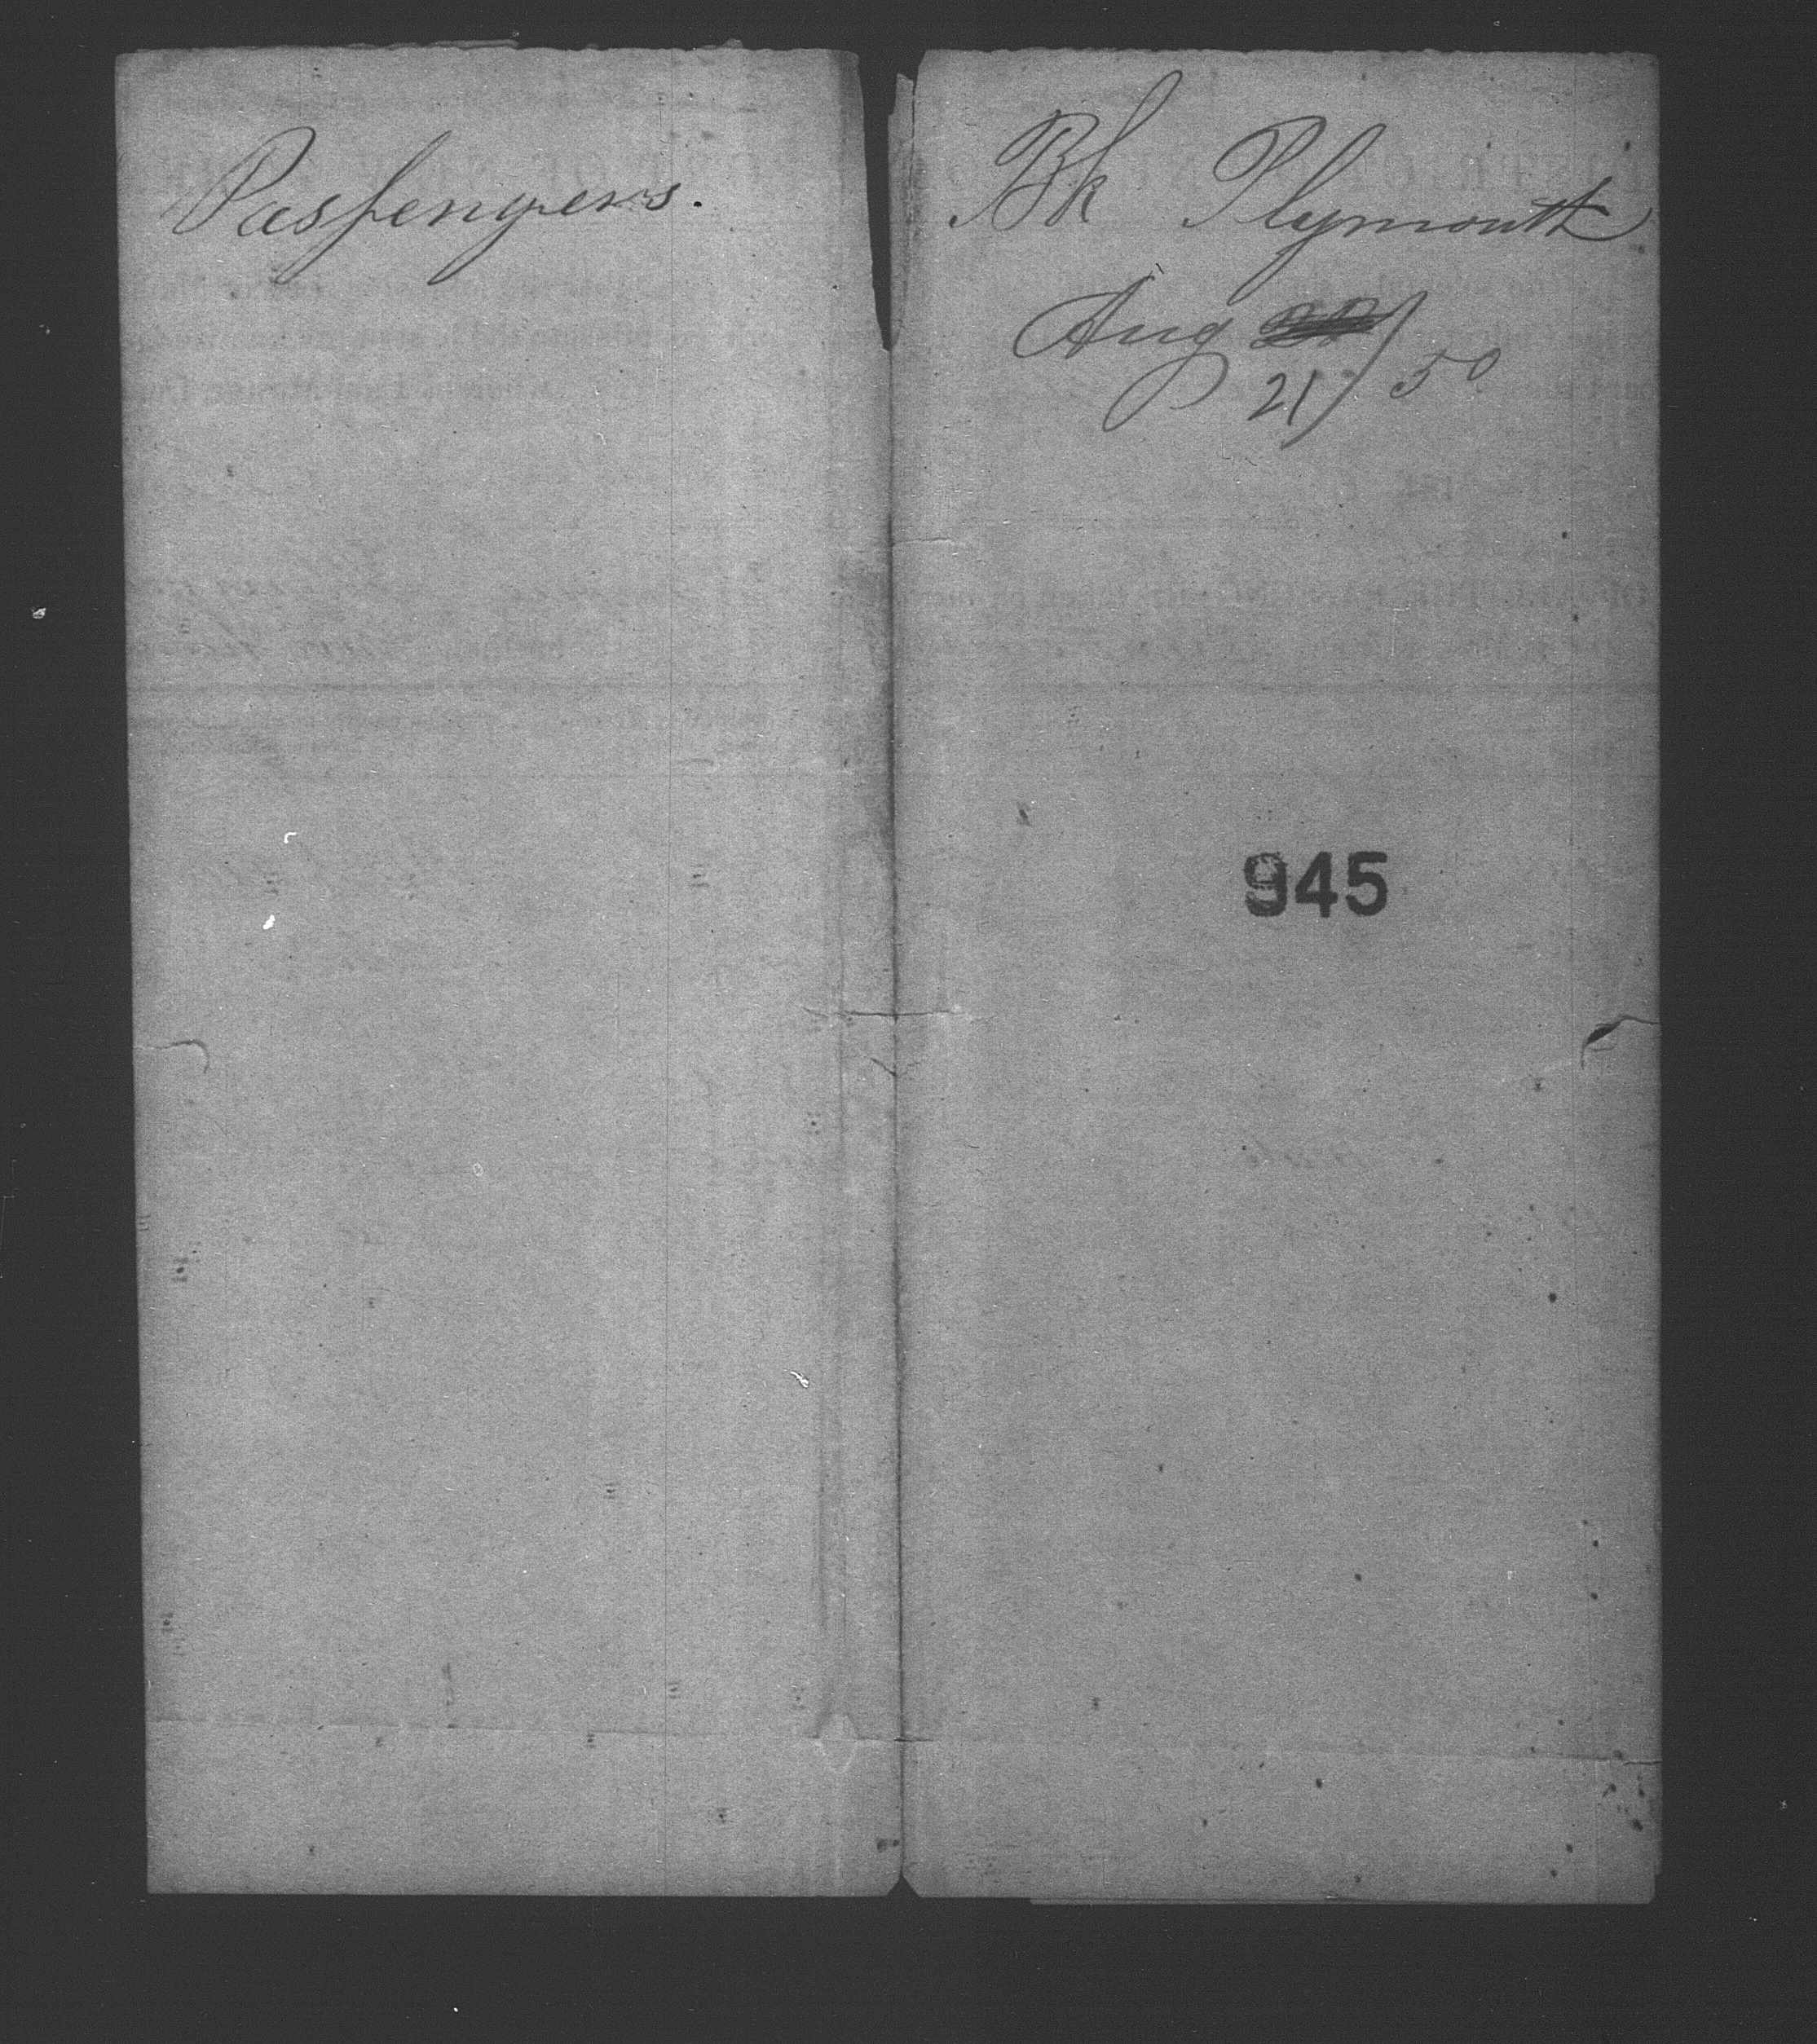 Passengers.
Bk Plymouth
Aug
21/50
945